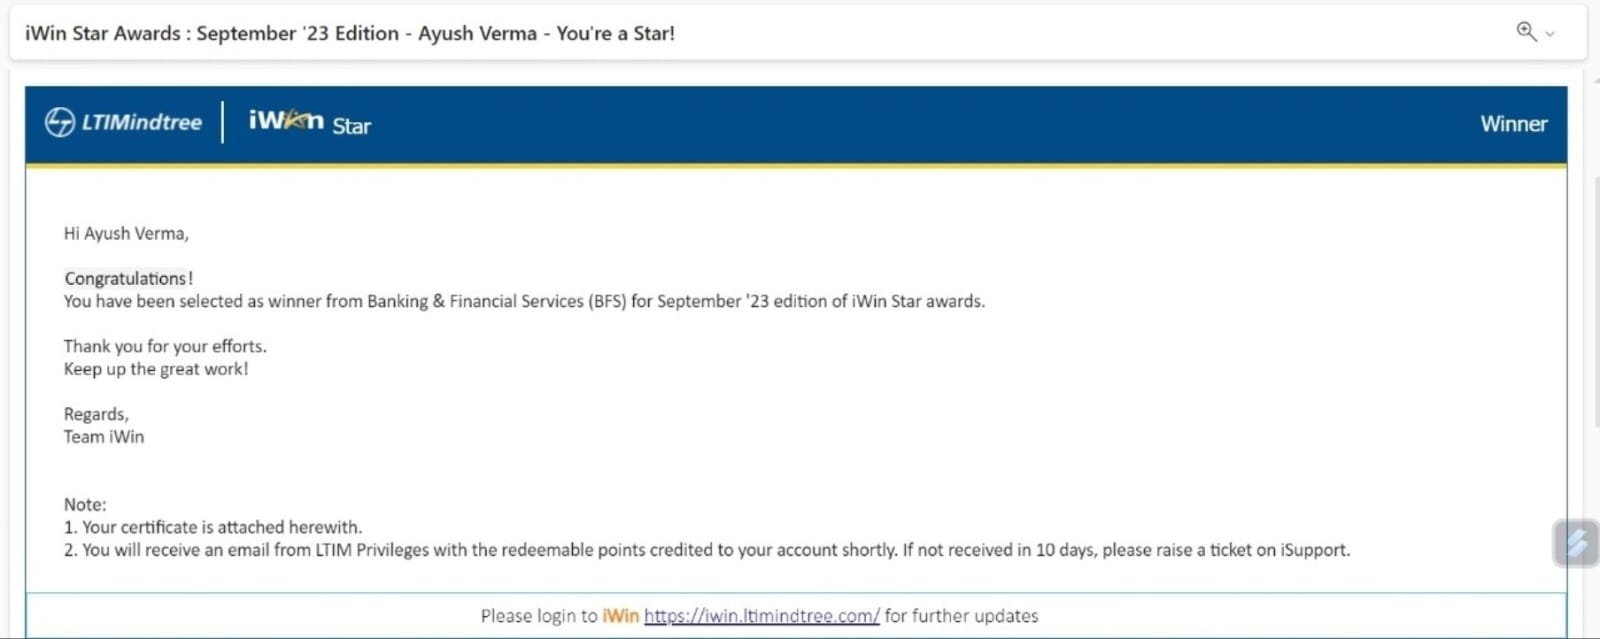 iWin Star Awards : September '23 Edition - Ayush Verma - You're a Star!
LTIMindtree
iWin Star
Winner
Hi Ayush Verma,
Congratulations!
You have been selected as winner from Banking & Financial Services (BFS) for September '23 edition of iWin Star awards.
Thank you for your efforts.
Keep up the great work!
Regards,
Team iWin
Note:
1. Your certificate is attached herewith.
2. You will receive an email from LTIM Privileges with the redeemable points credited to your account shortly. If not received in 10 days, please raise a ticket on iSupport.
Please login to iWin https://iwin.ltimindtree.com/ for further updates